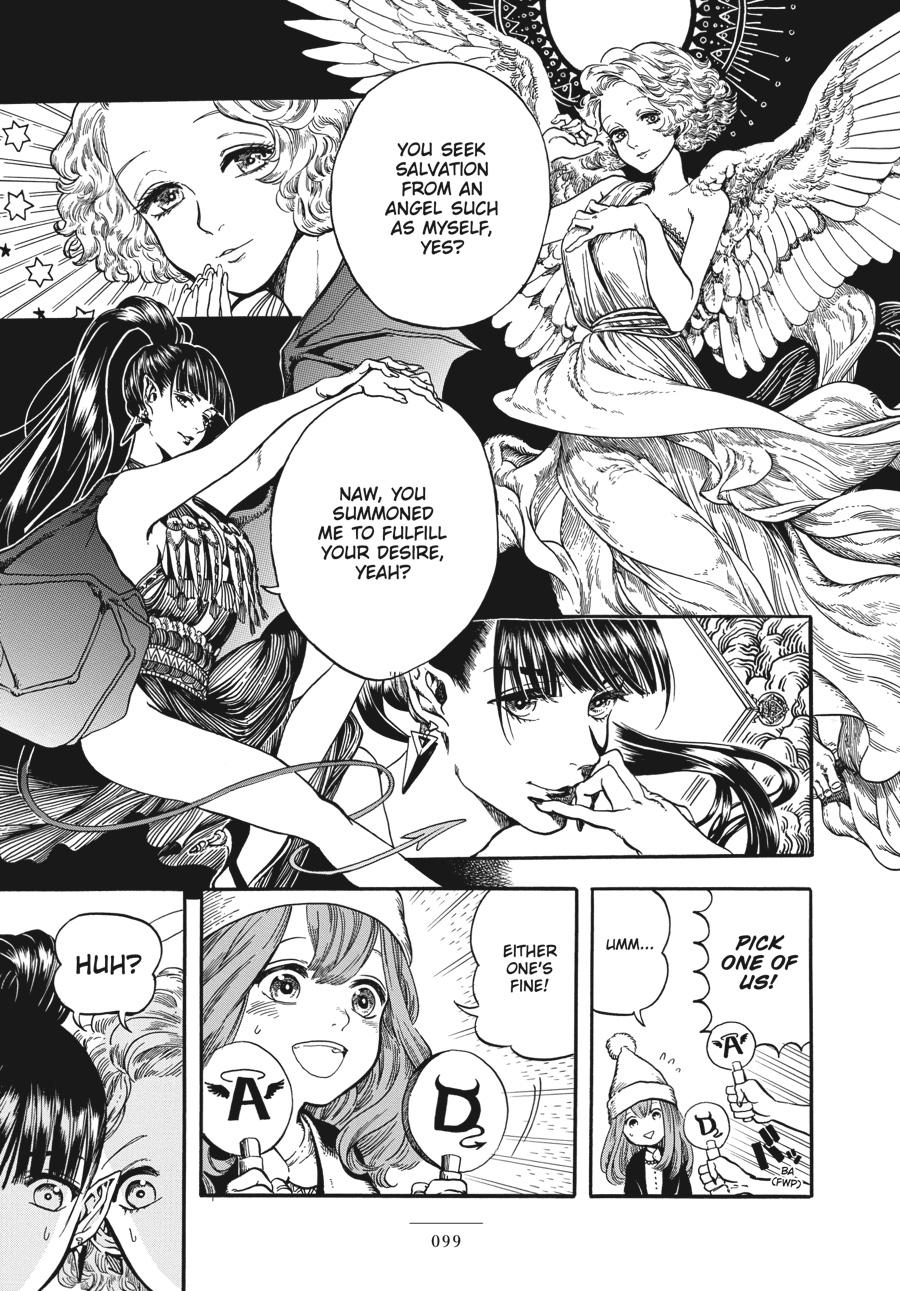 YOU SEEK
SALVATION
FROM AN
ANGEL SUCH
AS MYSELF,
YES?
NAW, YOU
SUMMONED
ME TO FULFILL
YOUR DESIRE,
YEAH?
PICK
ONE OF
US!
A
D
BA
(FWP)
UMM...
EITHER
ONE'S
FINE!
A
D
HUH?
099